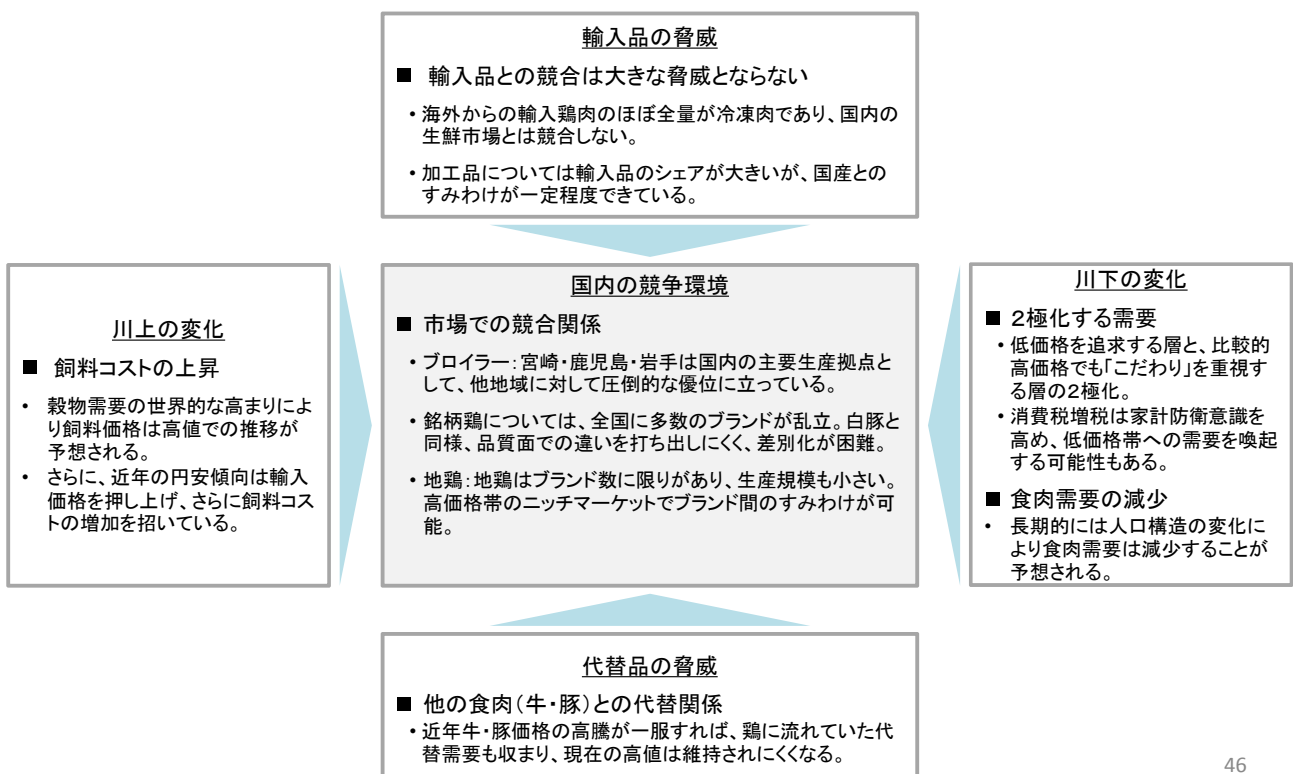 輸入品の脅威
■ 輸入品との競合は大きな脅威とならない
・海外からの輸入鶏肉のほぼ全量が冷凍肉であり、国内の
生鮮市場とは競合しない。
・加工品については輸入品のシェアが大きいが、国産との
すみわけが一定程度できている。
川上の変化
■ 飼料コストの上昇
・ 穀物需要の世界的な高まりによ
り飼料価格は高値での推移が
予想される。
・ さらに、近年の円安傾向は輸入
価格を押し上げ、さらに飼料コス
トの増加を招いている。
国内の競争環境
■ 市場での競合関係
・ブロイラー：宮崎・鹿児島・岩手は国内の主要生産拠点と
して、他地域に対して圧倒的な優位に立っている。
・銘柄鶏については、全国に多数のブランドが乱立。白豚と
同様、品質面での違いを打ち出しにくく、差別化が困難。
・地鶏：地鶏はブランド数に限りがあり、生産規模も小さい。
高価格帯のニッチマーケットでブランド間のすみわけが可
能。
川下の変化
■ ２極化する需要
・低価格を追求する層と、比較的
高価格でも「こだわり」を重視す
る層の２極化。
・消費税増税は家計防衛意識を
高め、低価格帯への需要を喚起
する可能性もある。
■ 食肉需要の減少
・ 長期的には人口構造の変化に
より食肉需要は減少することが
予想される。
代替品の脅威
■ 他の食肉（牛・豚）との代替関係
・近年牛・豚価格の高騰が一服すれば、鶏に流れていた代
替需要も収まり、現在の高値は維持されにくくなる。
46